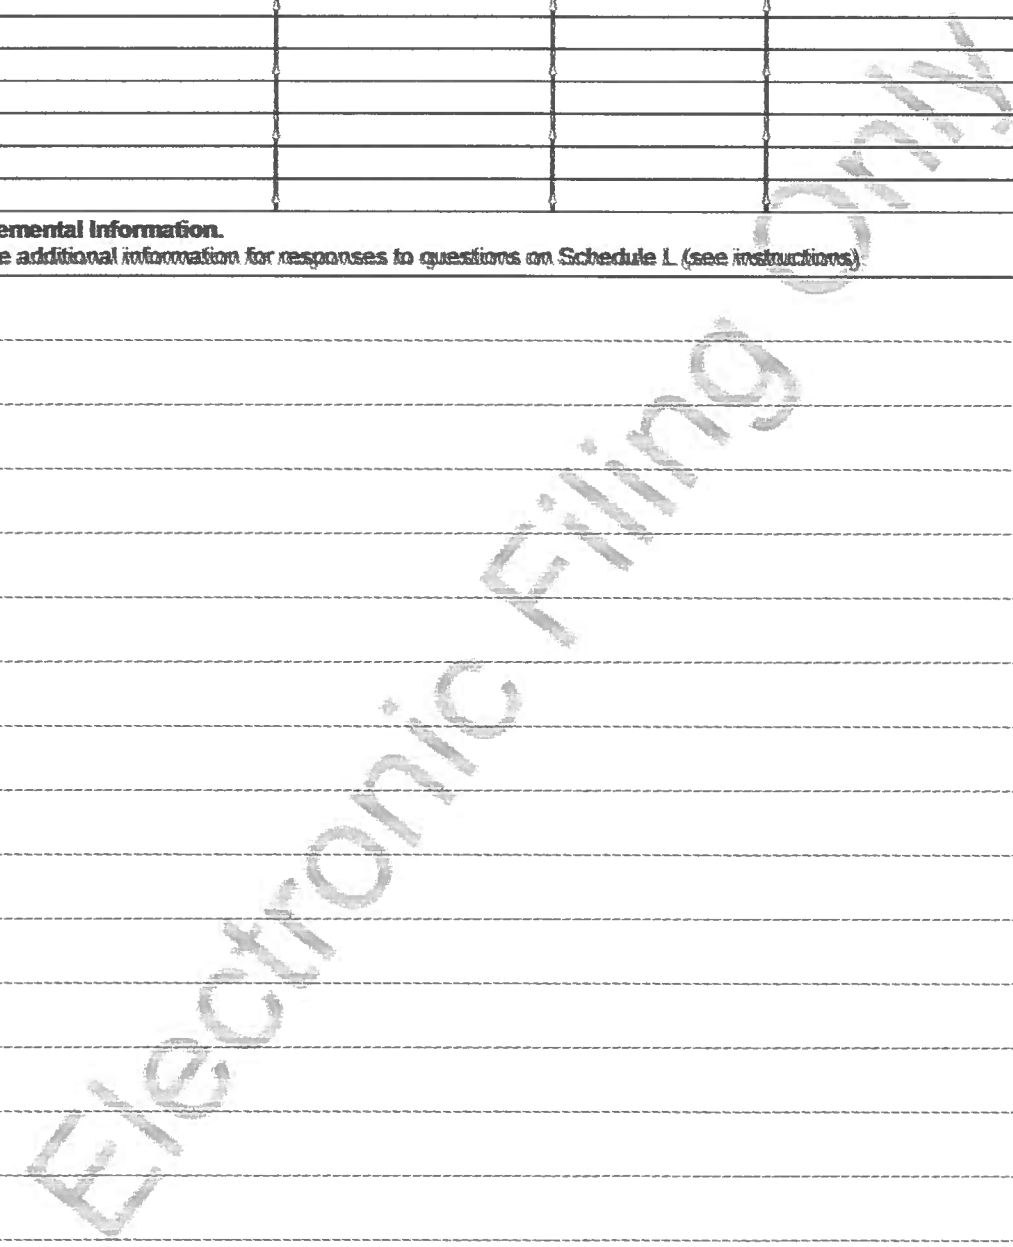 emental Information.
e additional information for responses to questions on Schedule L (see instructions)
Electronic Filing Only